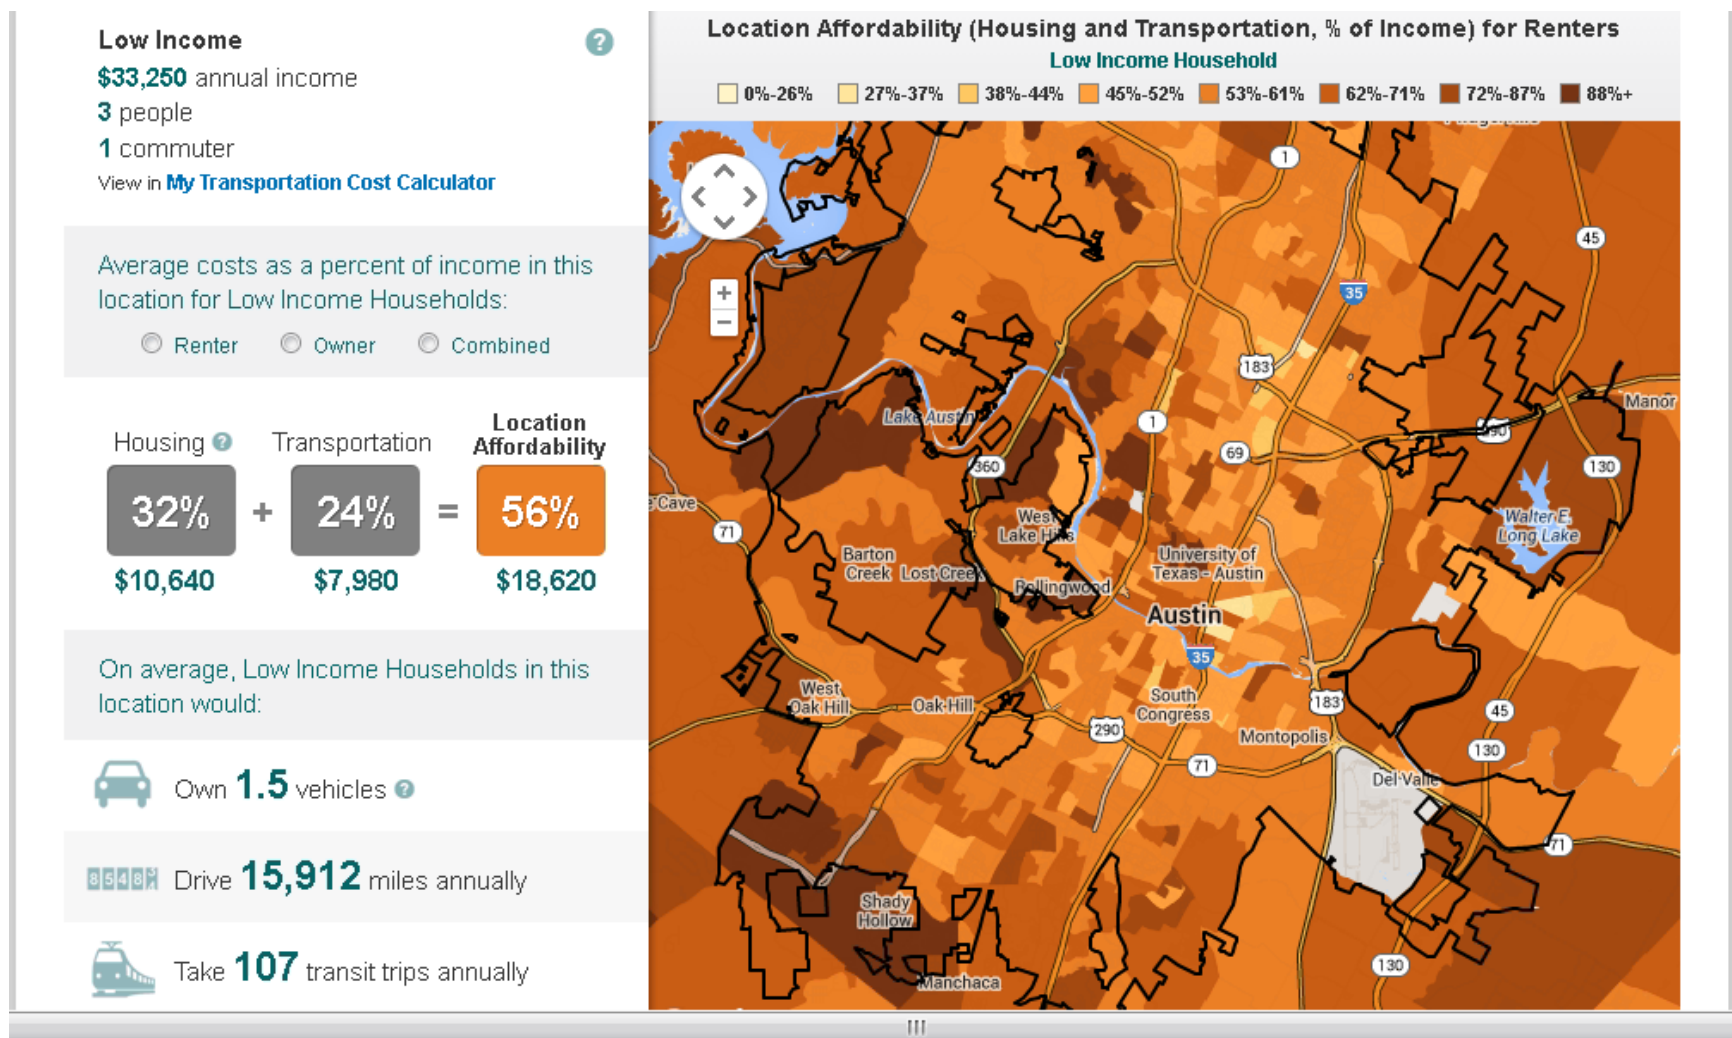 Low Income
$33,250 annual income
3 people
1 commuter
View in My Transportation Cost Calculator
Average costs as a percent of income in this
location for Low Income Households:
Renter Owner Combined
Housing ? Transportation Location Affordability
32% + 24% = 56%
$10,640 $7,980 $18,620
On average, Low Income Households in this
location would:
Own 1.5 vehicles ?
Drive 15,912 miles annually
Take 107 transit trips annually
Location Affordability (Housing and Transportation, % of Income) for Renters
Low Income Household
0%-26% 27%-37% 38%-44% 45%-52% 53%-61% 62%-71% 72%-87% 88%+
1
45
35
183
Manor
Lake Austin
1
290
69
360
130
Cave
71
West
Lake Hills
Walter E.
Long Lake
Barton
Creek
Lost Creek
University of
Texas - Austin
Rollingwood
Austin
35
West
Oak Hill
Oak Hill
South
Congress
183
45
290
Montopolis
130
71
Del Valle
71
Shady
Hollow
130
Manchaca